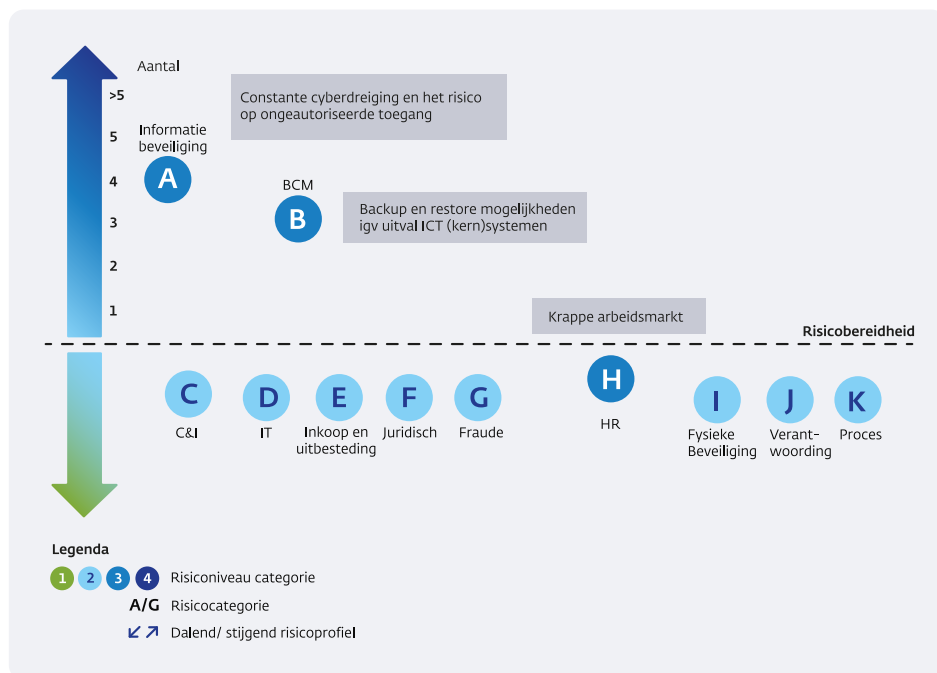 Aantal
>5
5
4
3
2
1
Constante cyberdreiging en het risico
op ongeautoriseerde toegang
Informatie
beveiliging
A
BCM
B
Backup en restore mogelijkheden
igv uitval ICT (kern)systemen
Krappe arbeidsmarkt
Risicobereidheid
C
C&I
D
IT
E
Inkoop en
uitbesteding
F
Juridisch
G
Fraude
H
HR
I
Fysieke
Beveiliging
J
Verant-
woording
K
Proces
Legenda
1 2 3 4 Risiconiveau categorie
A/G Risicocategorie
↙↗ Dalend/ stijgend risicoprofiel